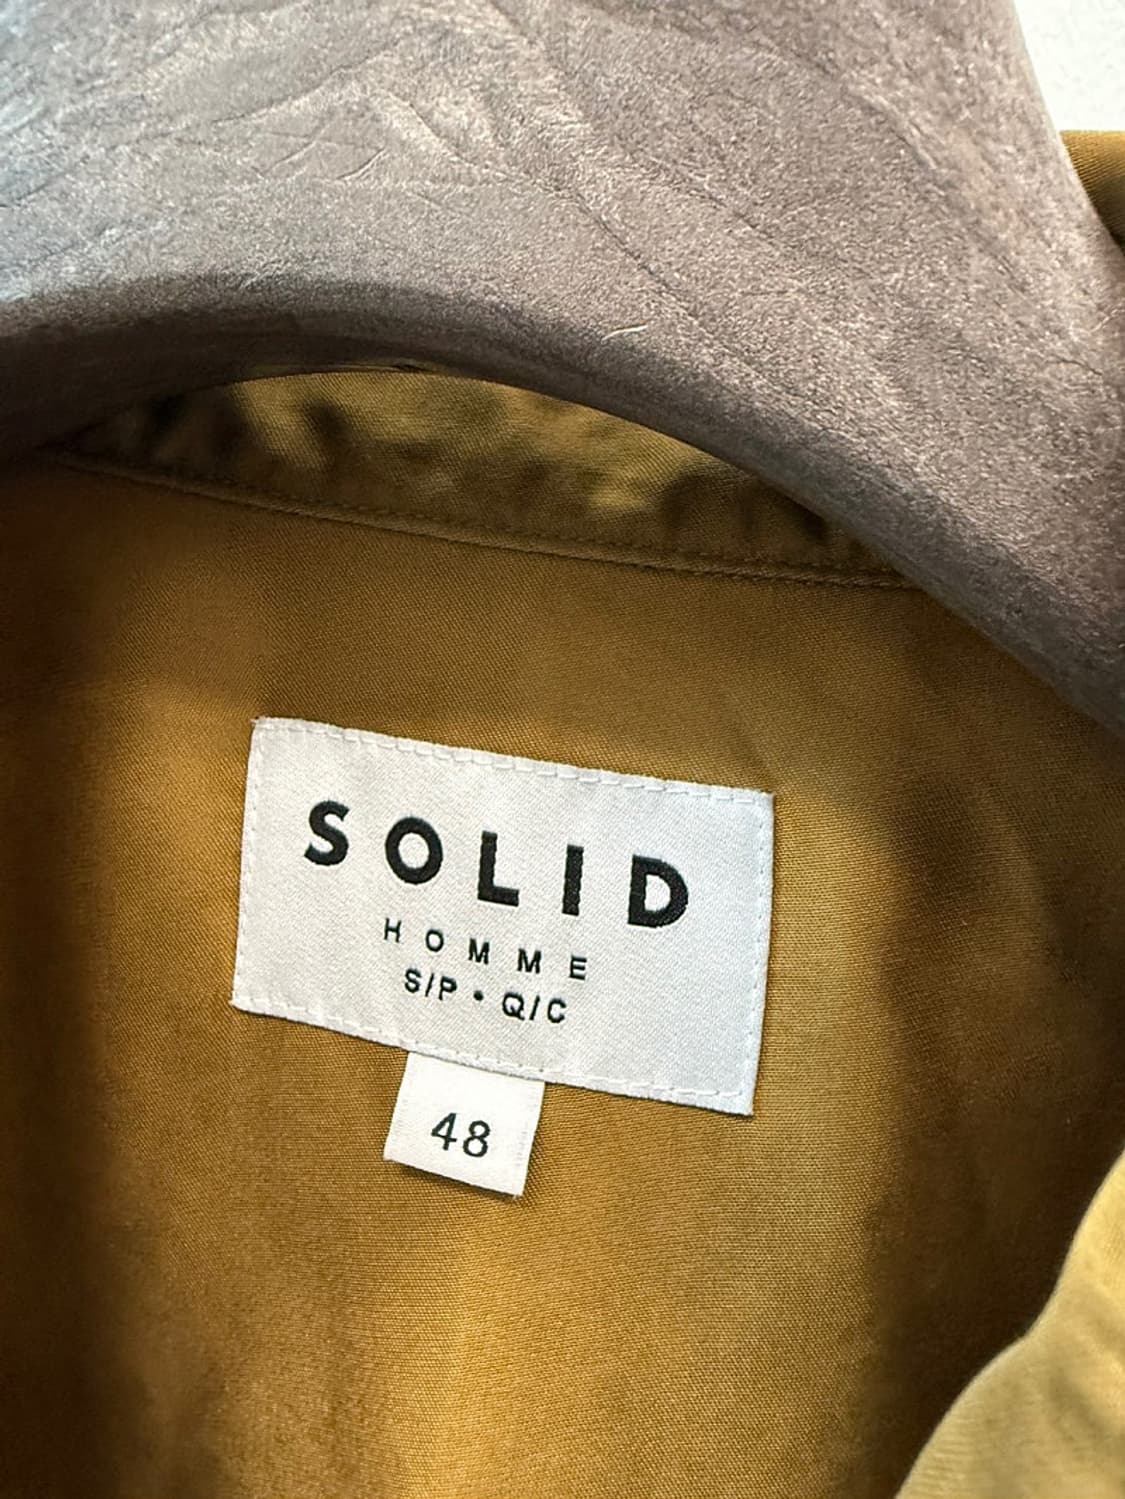 SOLID
HOMME
S/P • Q/C
48